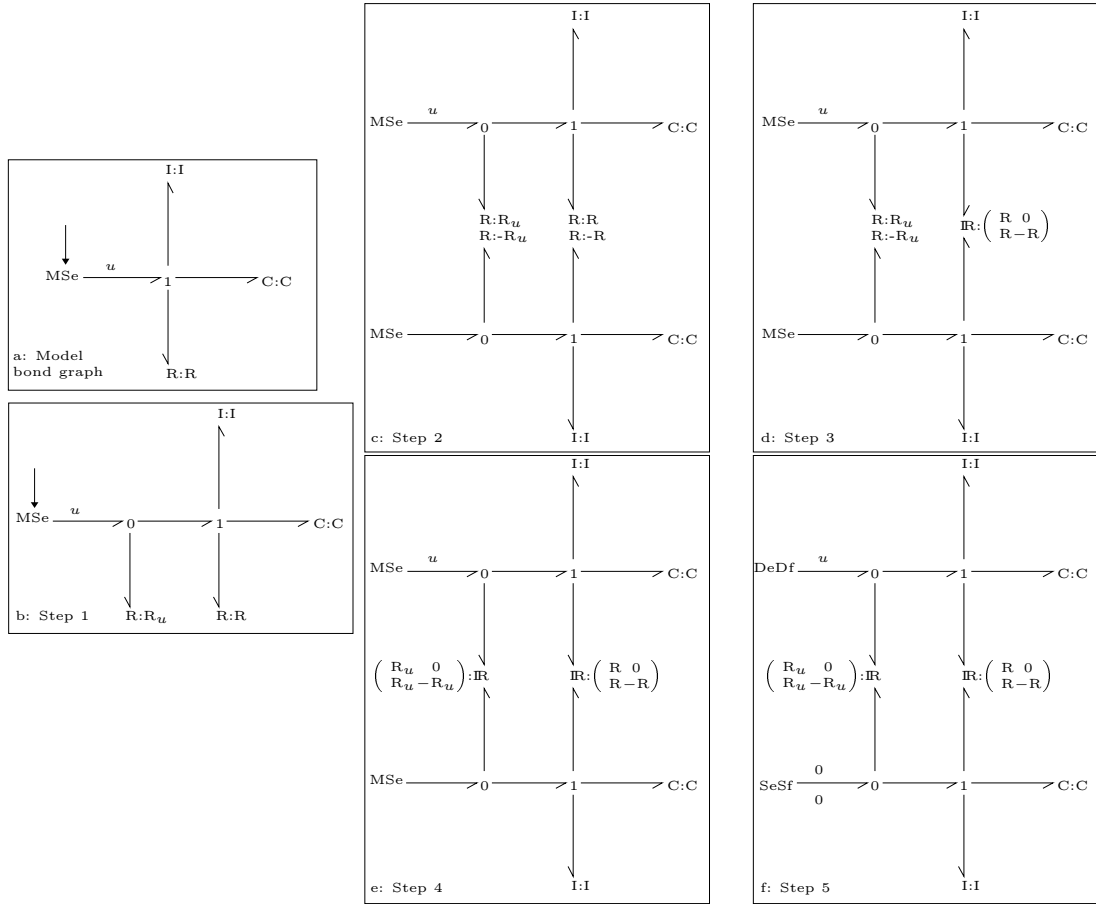 I:I
MSe
u
1
C:C
R:R
a: Model
bond graph
I:I
MSe
u
0
1
C:C
R:Ru
R:R
b: Step 1
I:I
MSe
u
0
1
C:C
R:Ru
R:R
R:-Ru
R:-R
MSe
0
1
C:C
I:I
c: Step 2
I:I
MSe
u
0
1
C:C
R:Ru
R:-Ru
IR:( R 0
R −R )
MSe
0
1
C:C
I:I
d: Step 3
I:I
MSe
u
0
1
C:C
( Ru 0
Ru −Ru ):IR
IR:( R 0
R −R )
MSe
0
1
C:C
I:I
e: Step 4
I:I
DeDf
u
0
1
C:C
( Ru 0
Ru −Ru ):IR
IR:( R 0
R −R )
0
SeSf
0
0
1
C:C
I:I
f: Step 5